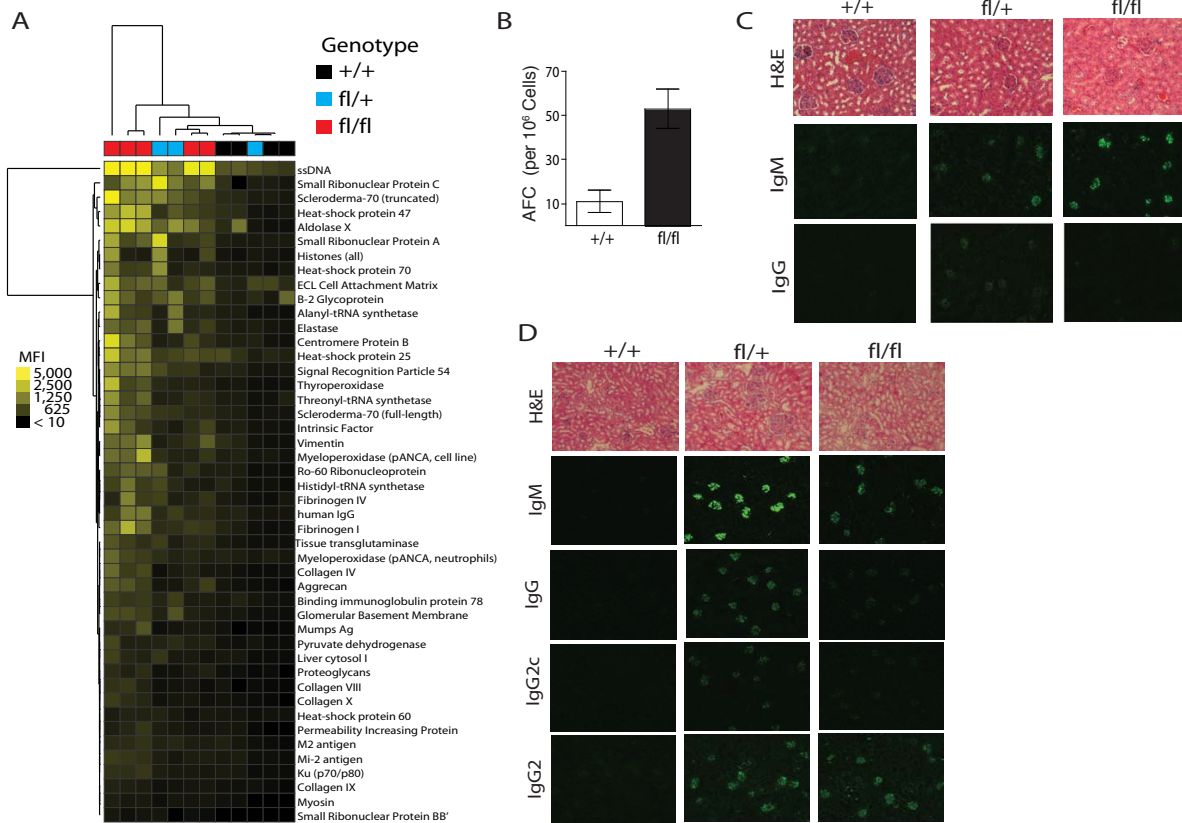 A
Genotype
+/+
fl/+
fl/fl
ssDNA
Small Ribonuclear Protein C
Scleroderma-70 (truncated)
Heat-shock protein 47
Aldolase X
Small Ribonuclear Protein A
Histones (all)
Heat-shock protein 70
ECL Cell Attachment Matrix
B-2 Glycoprotein
Alanyl-tRNA synthetase
Elastase
Centromere Protein B
Heat-shock protein 25
Signal Recognition Particle 54
Thyroperoxidase
Threonyl-tRNA synthetase
Scleroderma-70 (full-length)
Intrinsic Factor
Vimentin
Myeloperoxidase (pANCA, cell line)
Ro-60 Ribonucleoprotein
Histidyl-tRNA synthetase
Fibrinogen IV
human IgG
Fibrinogen I
Tissue transglutaminase
Myeloperoxidase (pANCA, neutrophils)
Collagen IV
Aggrecan
Binding immunoglobulin protein 78
Glomerular Basement Membrane
Mumps Ag
Pyruvate dehydrogenase
Liver cytosol I
Proteoglycans
Collagen VIII
Collagen X
Heat-shock protein 60
Permeability Increasing Protein
M2 antigen
Mi-2 antigen
Ku (p70/p80)
Collagen IX
Myosin
Small Ribonuclear Protein BB'
MFI
5,000
2,500
1,250
625
< 10
B
AFC (per 10⁶ Cells)
70
50
30
10
+/+
fl/fl
C
+/+
fl/+
fl/fl
H&E
IgM
IgG
D
+/+
fl/+
fl/fl
H&E
IgM
IgG
IgG2c
IgG2